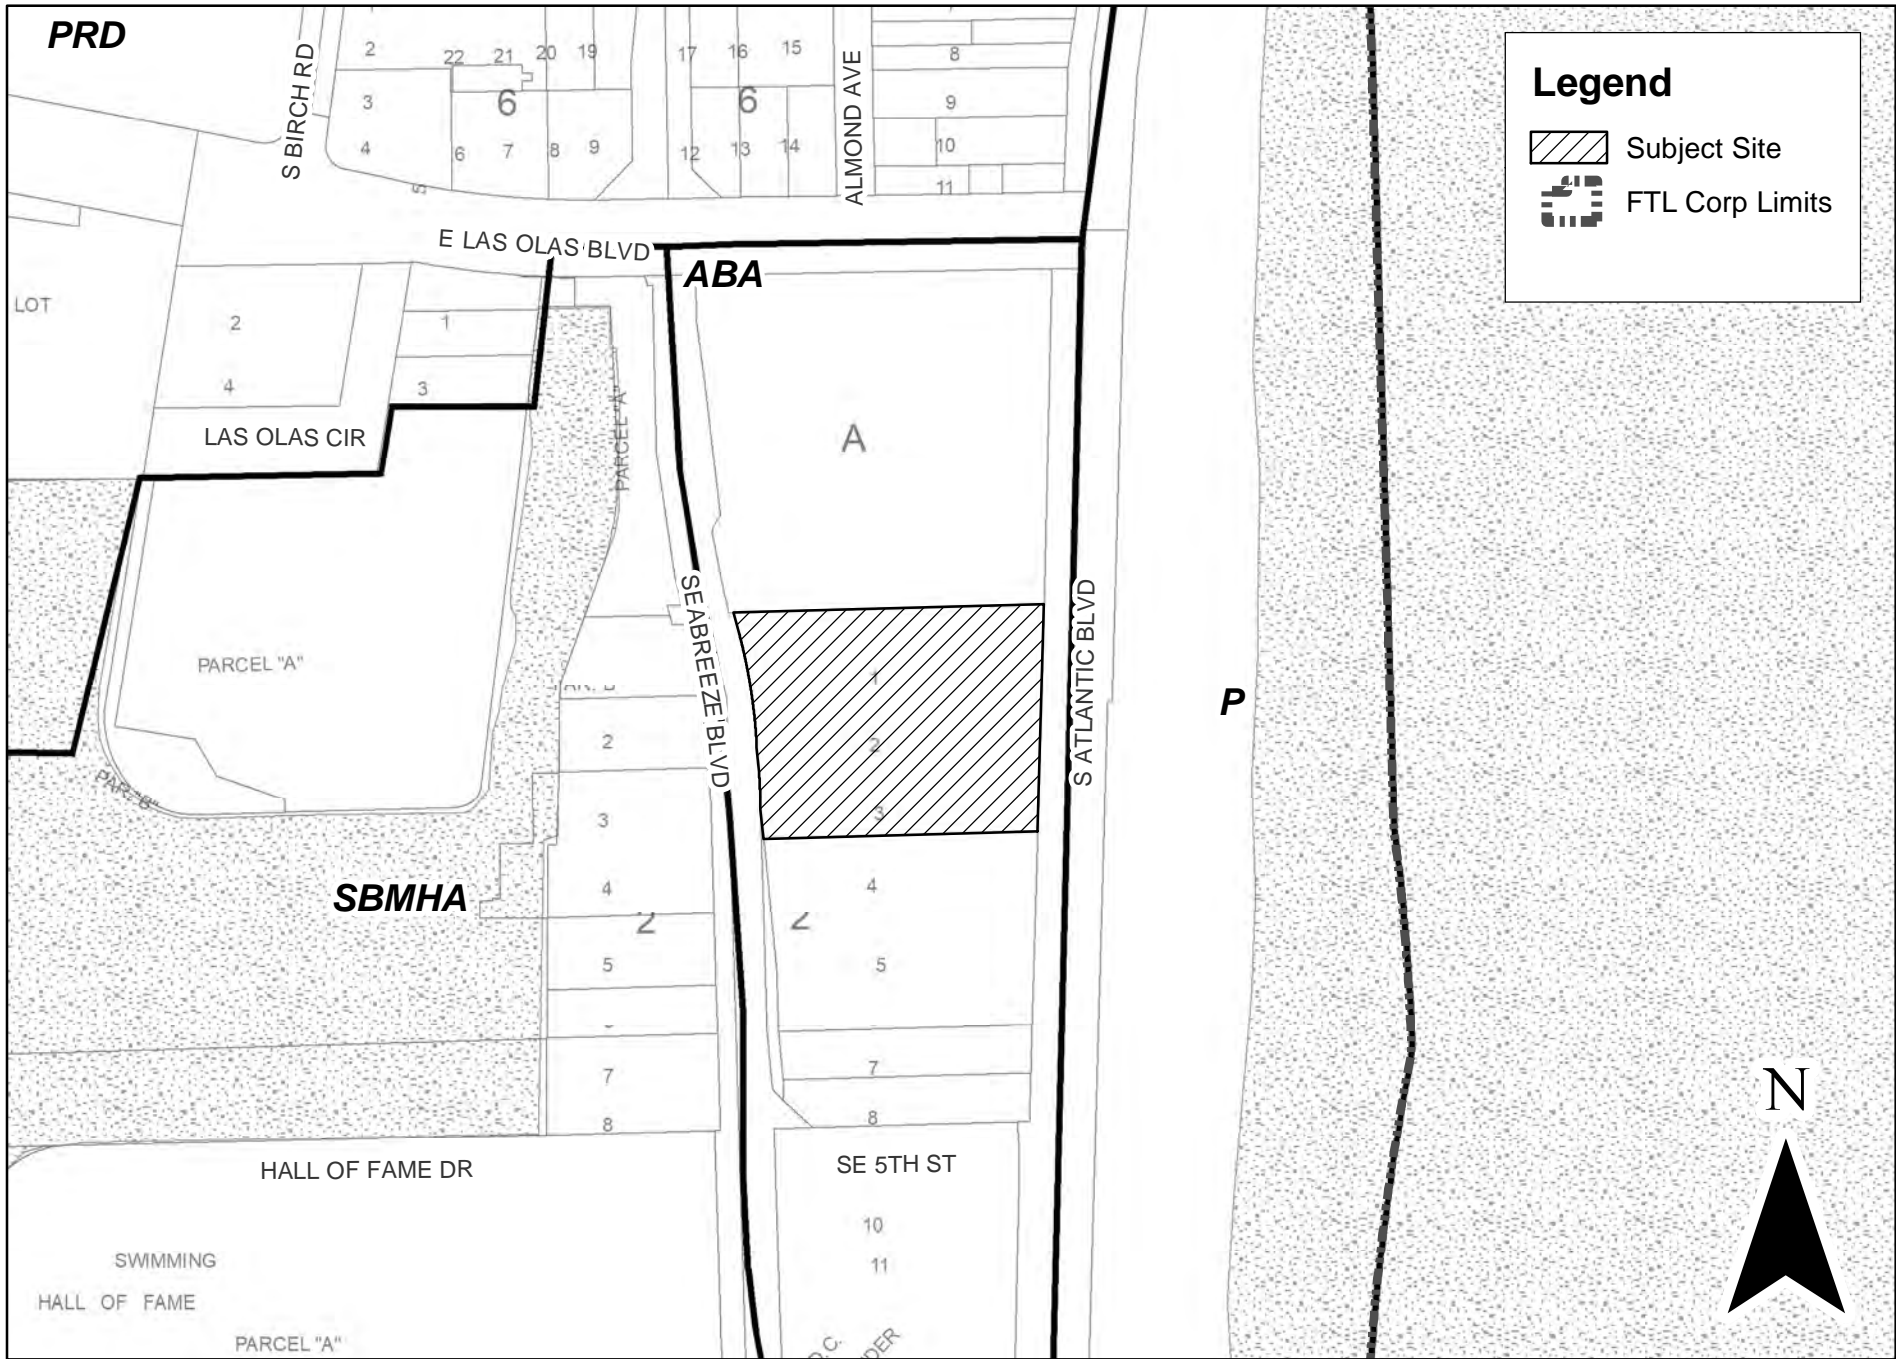 PRD
S BIRCH RD
2
22
21
20
19
17
16
15
ALMOND AVE
8
3
6
6
9
4
6
7
8
9
12
13
14
10
11
S
Legend
Subject Site
FTL Corp Limits
E LAS OLAS BLVD
ABA
LOT
2
1
4
3
LAS OLAS CIR
PARCEL "A"
A
SEABREEZE BLVD
S ATLANTIC BLVD
PARCEL "A"
1
P
2
2
PAR. "B"
3
3
SBMHA
4
4
2
2
5
5
7
7
8
8
N
HALL OF FAME DR
SE 5TH ST
10
11
SWIMMING
HALL OF FAME
PARCEL "A"